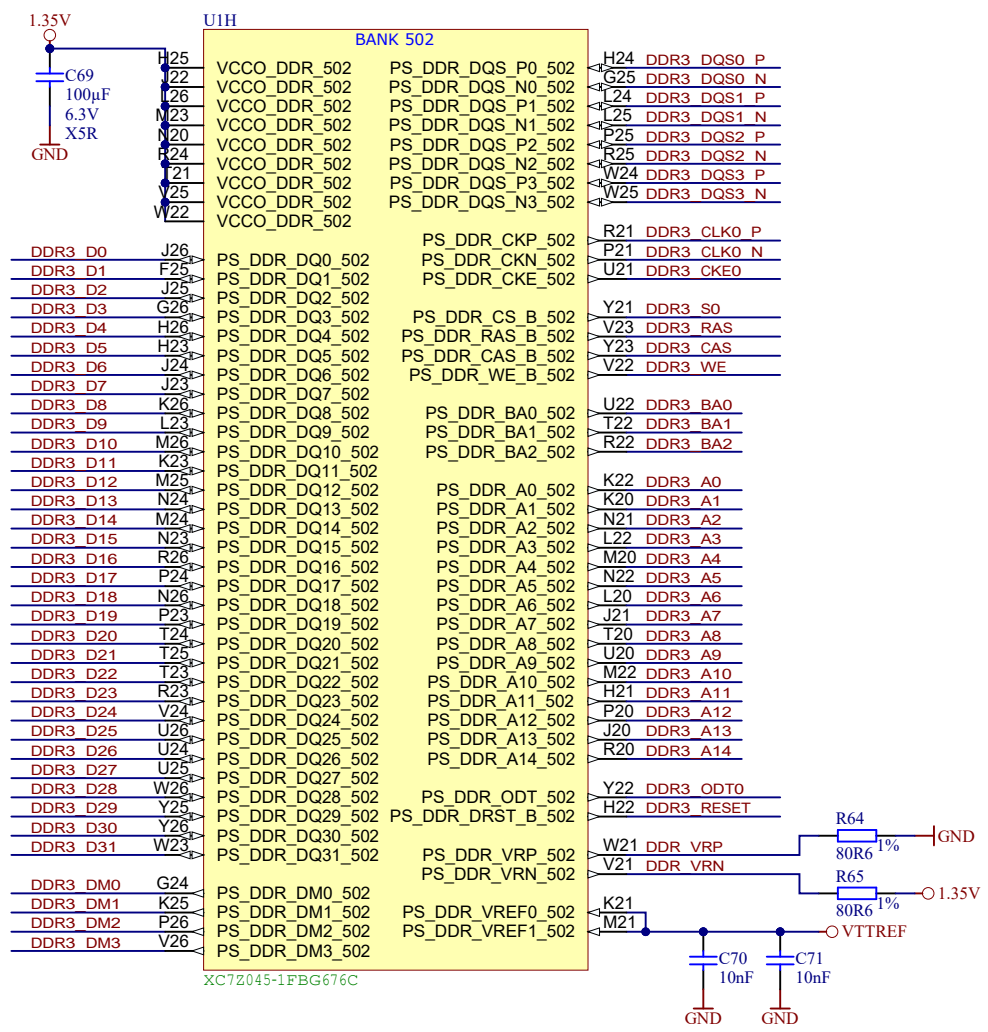 1.35V
U1H
BANK 502
C69
100µF
6.3V
X5R
GND
H25 VCCO_DDR_502
VCCO_DDR_502
VCCO_DDR_502
M23 VCCO_DDR_502
N20 VCCO_DDR_502
VCCO_DDR_502
VCCO_DDR_502
V25 VCCO_DDR_502
W22 VCCO_DDR_502
PS_DDR_DQS_P0_502 H24 DDR3_DQS0_P
PS_DDR_DQS_N0_502 G25 DDR3_DQS0_N
PS_DDR_DQS_P1_502 L24 DDR3_DQS1_P
PS_DDR_DQS_N1_502 L25 DDR3_DQS1_N
PS_DDR_DQS_P2_502 P25 DDR3_DQS2_P
PS_DDR_DQS_N2_502 R25 DDR3_DQS2_N
PS_DDR_DQS_P3_502 W24 DDR3_DQS3_P
PS_DDR_DQS_N3_502 W25 DDR3_DQS3_N
PS_DDR_CKP_502 R21 DDR3_CLK0_P
PS_DDR_CKN_502 P21 DDR3_CLK0_N
PS_DDR_CKE_502 U21 DDR3_CKE0
PS_DDR_CS_B_502 Y21 DDR3_S0
PS_DDR_RAS_B_502 V23 DDR3_RAS
PS_DDR_CAS_B_502 Y23 DDR3_CAS
PS_DDR_WE_B_502 V22 DDR3_WE
PS_DDR_BA0_502 U22 DDR3_BA0
PS_DDR_BA1_502 T22 DDR3_BA1
PS_DDR_BA2_502 R22 DDR3_BA2
PS_DDR_A0_502 K22 DDR3_A0
PS_DDR_A1_502 K20 DDR3_A1
PS_DDR_A2_502 N21 DDR3_A2
PS_DDR_A3_502 L22 DDR3_A3
PS_DDR_A4_502 M20 DDR3_A4
PS_DDR_A5_502 N22 DDR3_A5
PS_DDR_A6_502 L20 DDR3_A6
PS_DDR_A7_502 J21 DDR3_A7
PS_DDR_A8_502 T20 DDR3_A8
PS_DDR_A9_502 U20 DDR3_A9
PS_DDR_A10_502 M22 DDR3_A10
PS_DDR_A11_502 H21 DDR3_A11
PS_DDR_A12_502 P20 DDR3_A12
PS_DDR_A13_502 J20 DDR3_A13
PS_DDR_A14_502 R20 DDR3_A14
PS_DDR_ODT_502 Y22 DDR3_ODT0
PS_DDR_DRST_B_502 H22 DDR3_RESET
PS_DDR_VRP_502 W21 DDR_VRP
PS_DDR_VRN_502 V21 DDR_VRN
PS_DDR_VREF0_502 K21
PS_DDR_VREF1_502 M21
DDR3_D0 J26 PS_DDR_DQ0_502
DDR3_D1 F25 PS_DDR_DQ1_502
DDR3_D2 J25 PS_DDR_DQ2_502
DDR3_D3 G26 PS_DDR_DQ3_502
DDR3_D4 H26 PS_DDR_DQ4_502
DDR3_D5 H23 PS_DDR_DQ5_502
DDR3_D6 J24 PS_DDR_DQ6_502
DDR3_D7 J23 PS_DDR_DQ7_502
DDR3_D8 K26 PS_DDR_DQ8_502
DDR3_D9 L23 PS_DDR_DQ9_502
DDR3_D10 M26 PS_DDR_DQ10_502
DDR3_D11 K23 PS_DDR_DQ11_502
DDR3_D12 M25 PS_DDR_DQ12_502
DDR3_D13 N24 PS_DDR_DQ13_502
DDR3_D14 M24 PS_DDR_DQ14_502
DDR3_D15 N23 PS_DDR_DQ15_502
DDR3_D16 R26 PS_DDR_DQ16_502
DDR3_D17 P24 PS_DDR_DQ17_502
DDR3_D18 N26 PS_DDR_DQ18_502
DDR3_D19 P23 PS_DDR_DQ19_502
DDR3_D20 T24 PS_DDR_DQ20_502
DDR3_D21 T25 PS_DDR_DQ21_502
DDR3_D22 T23 PS_DDR_DQ22_502
DDR3_D23 R23 PS_DDR_DQ23_502
DDR3_D24 V24 PS_DDR_DQ24_502
DDR3_D25 U26 PS_DDR_DQ25_502
DDR3_D26 U24 PS_DDR_DQ26_502
DDR3_D27 U25 PS_DDR_DQ27_502
DDR3_D28 W26 PS_DDR_DQ28_502
DDR3_D29 Y25 PS_DDR_DQ29_502
DDR3_D30 Y26 PS_DDR_DQ30_502
DDR3_D31 W23 PS_DDR_DQ31_502
DDR3_DM0 G24 PS_DDR_DM0_502
DDR3_DM1 K25 PS_DDR_DM1_502
DDR3_DM2 P26 PS_DDR_DM2_502
DDR3_DM3 V26 PS_DDR_DM3_502
R64
80R6 1%
GND
R65
80R6 1%
1.35V
VTTREF
C70
10nF
GND
C71
10nF
GND
XC7Z045-1FBG676C